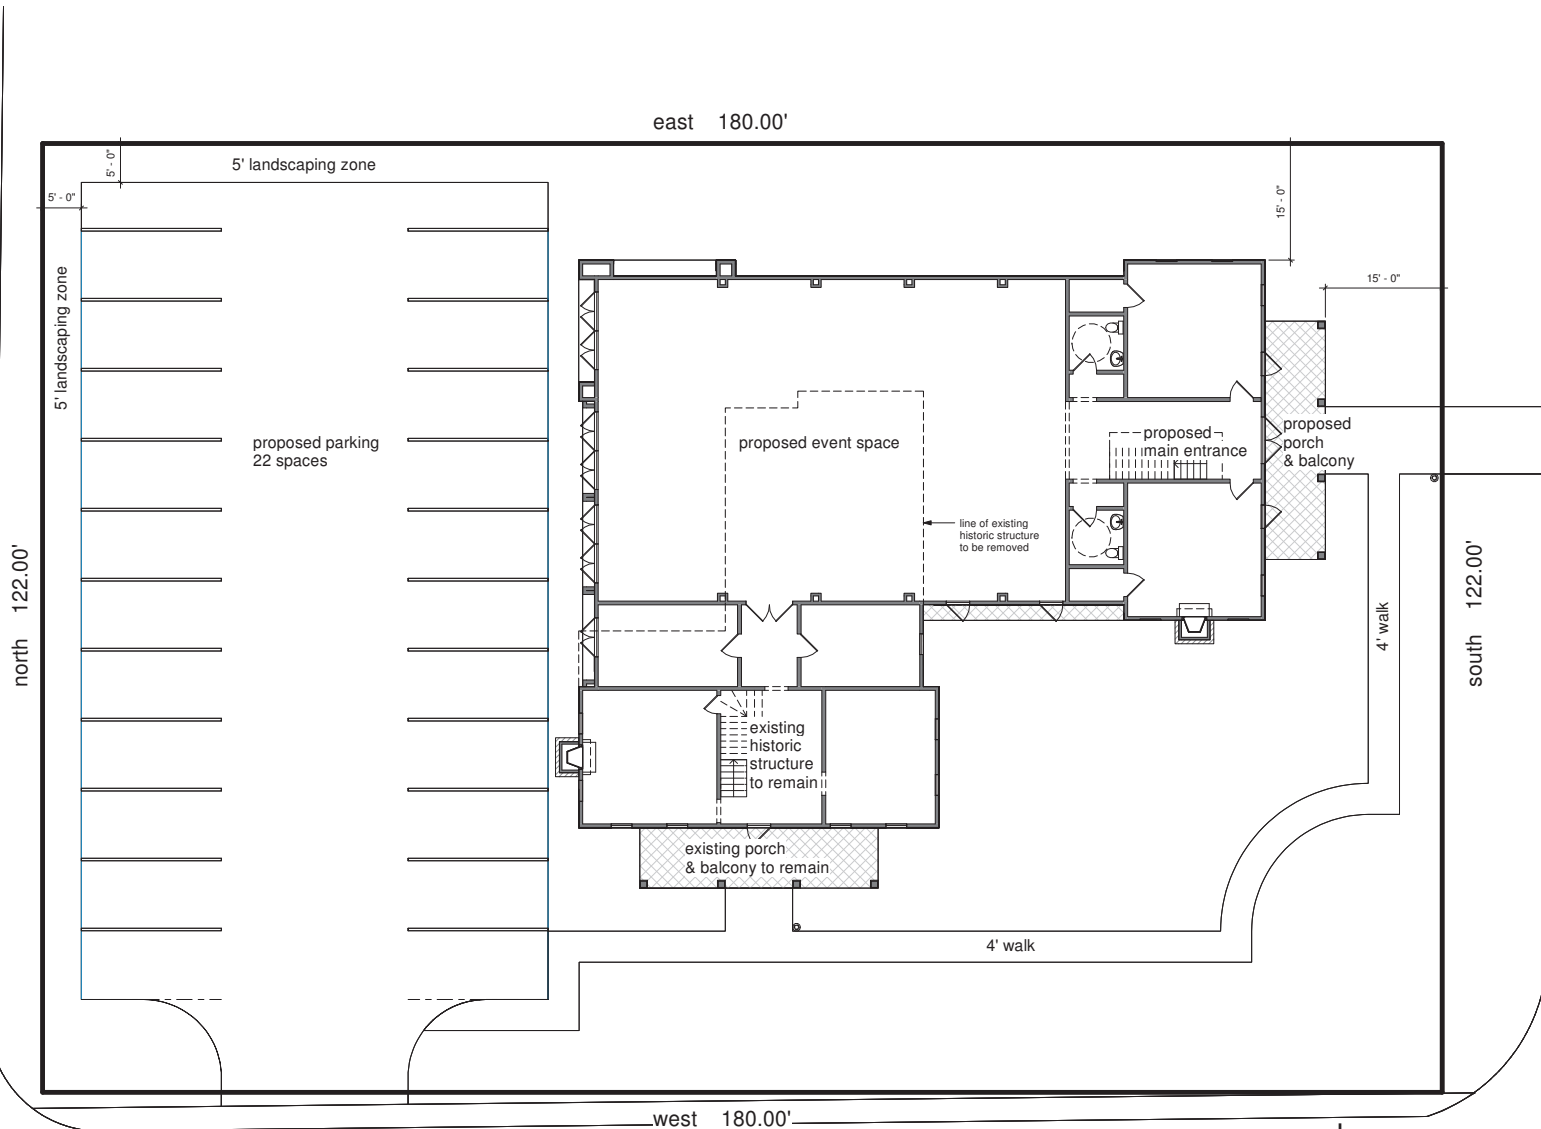 east 180.00'
5' - 0"
5' landscaping zone
5' - 0"
15' - 0"
15' - 0"
5' landscaping zone
proposed parking
22 spaces
proposed event space
proposed
main entrance
proposed
porch
& balcony
line of existing
historic structure
to be removed
north 122.00'
south 122.00'
4' walk
existing
historic
structure
to remain
existing porch
& balcony to remain
4' walk
west 180.00'